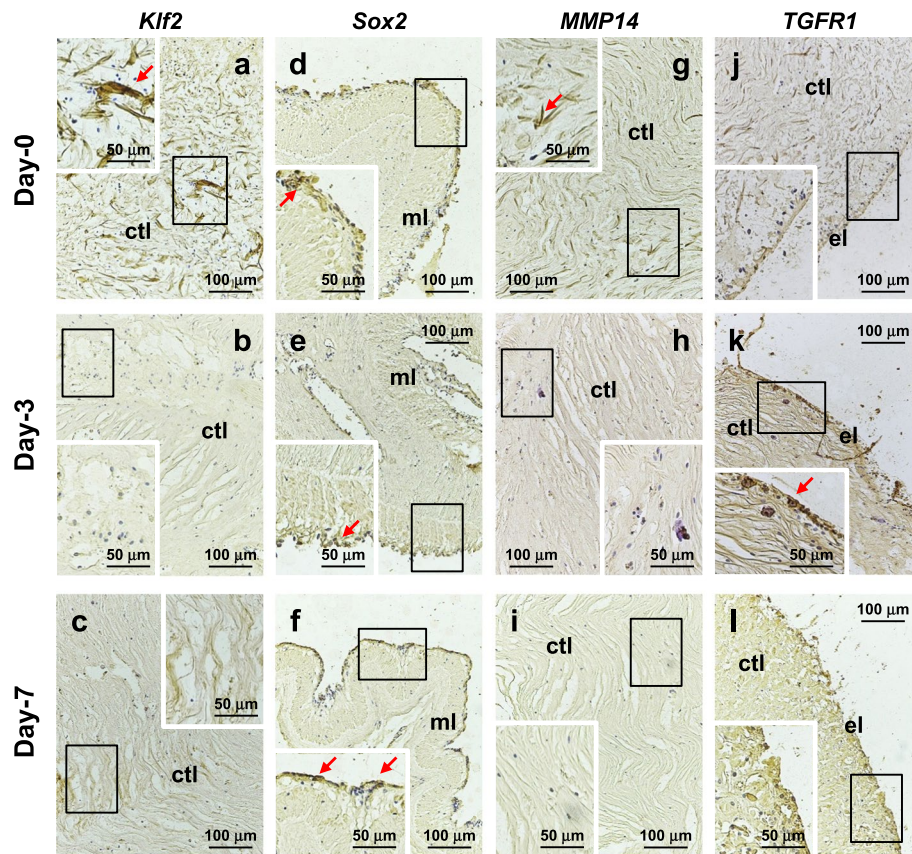 Klf2 Sox2 MMP14 TGFR1
Day-0
a
ctl
50 μm
100 μm
d
ml
50 μm
100 μm
g
ctl
50 μm
100 μm
j
ctl
el
50 μm
100 μm
Day-3
b
ctl
50 μm
100 μm
e
100 μm
ml
50 μm
h
ctl
100 μm
50 μm
k
100 μm
ctl
el
50 μm
Day-7
c
50 μm
ctl
100 μm
f
ml
50 μm
100 μm
i
ctl
50 μm
100 μm
l
100 μm
ctl
el
50 μm